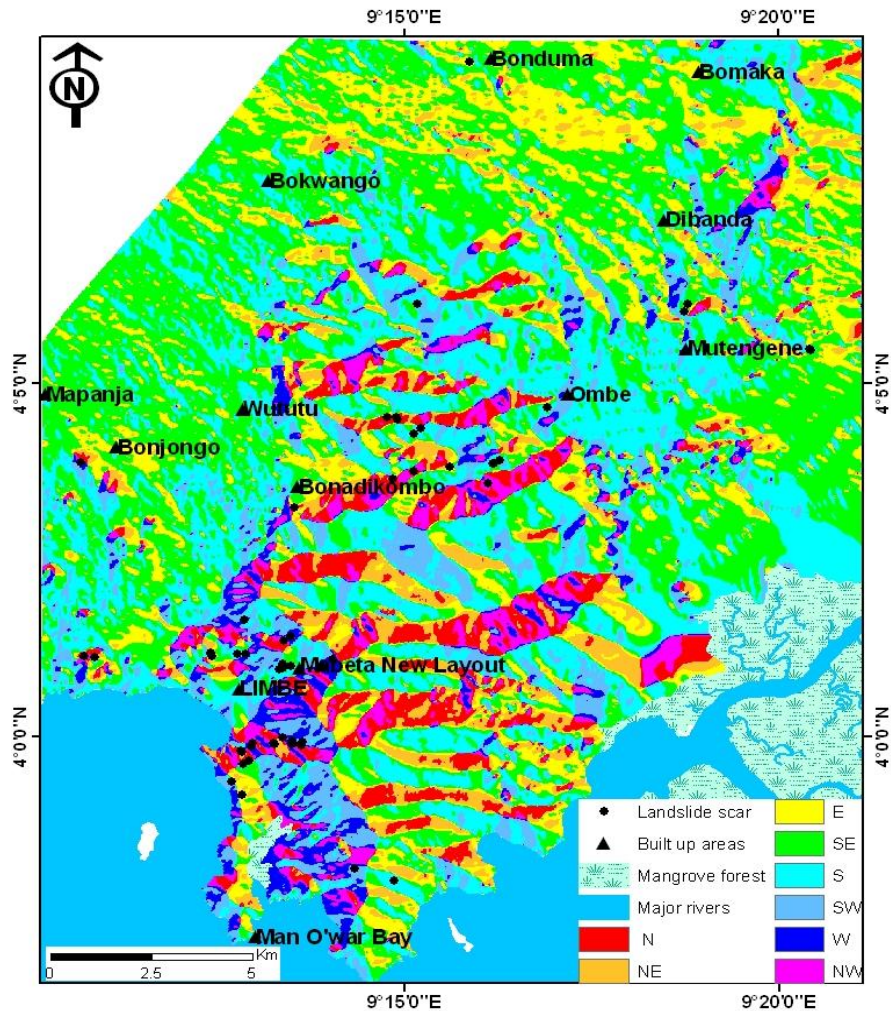 9°15'0"E 9°20'0"E
N
Bonduma
Bomaka
Bokwango
Dibanda
4°5'0"N 4°5'0"N
Mutengene
Mapanja
Wututu
Ombe
Bonjongo
Bonadikombo
Mabeta New Layout
LIMBE
4°0'0"N 4°0'0"N
Landslide scar E
Built up areas SE
Mangrove forest S
Major rivers SW
N W
NE NW
Man O'war Bay
Km
0 2.5 5
9°15'0"E 9°20'0"E